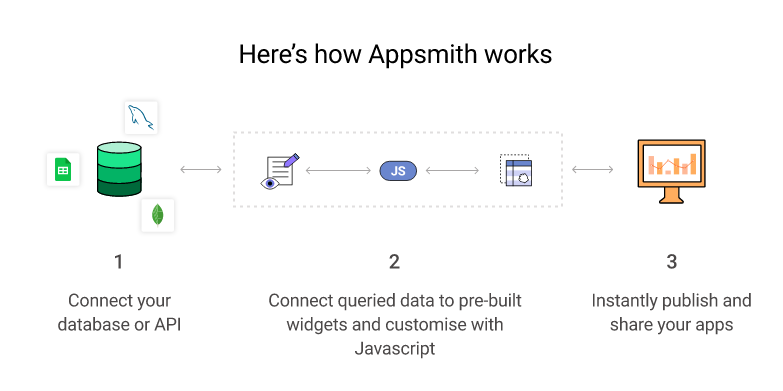 Here's how Appsmith works
JS
1
Connect your
database or API
2
Connect queried data to pre-built
widgets and customise with
Javascript
3
Instantly publish and
share your apps